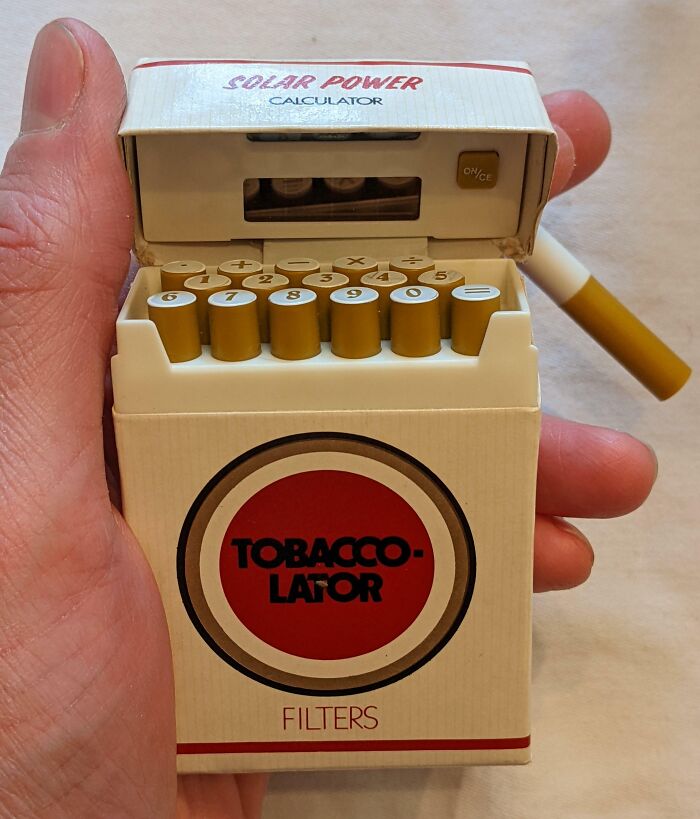 SOLAR POWER
CALCULATOR
ON/CE
· + − × ÷
1 2 3 4 5
6 7 8 9 0 =
TOBACCO-
LATOR
FILTERS